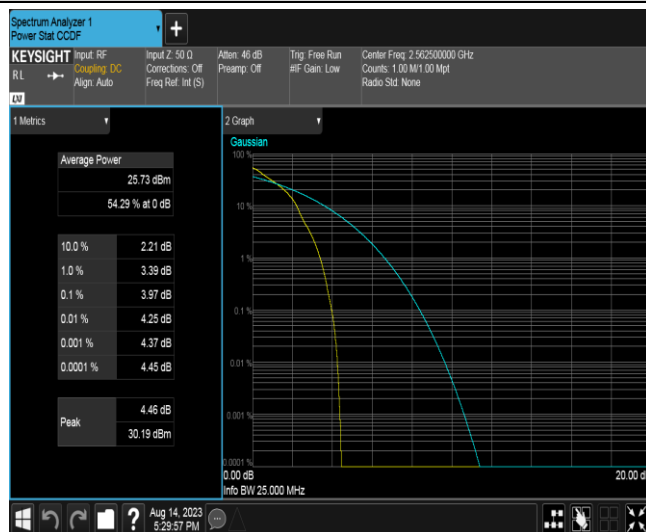 Spectrum Analyzer 1
Power Stat CCDF
KEYSIGHT
RL
Input: RF
Coupling: DC
Align: Auto
Input Z: 50 Ω
Corrections: Off
Freq Ref: Int (S)
Atten: 46 dB
Preamp: Off
Trig: Free Run
#IF Gain: Low
Center Freq: 2.562500000 GHz
Counts: 1.00 M/1.00 Mpt
Radio Std: None
LXI
1 Metrics
Average Power
25.73 dBm
54.29 % at 0 dB
10.0 % 2.21 dB
1.0 % 3.39 dB
0.1 % 3.97 dB
0.01 % 4.25 dB
0.001 % 4.37 dB
0.0001 % 4.45 dB
Peak
4.46 dB
30.19 dBm
2 Graph
Gaussian
100 %
10 %
1 %
0.1 %
0.01 %
0.001 %
0.0001 %
0.00 dB
20.00 d
Info BW 25.000 MHz
?
Aug 14, 2023
5:29:57 PM